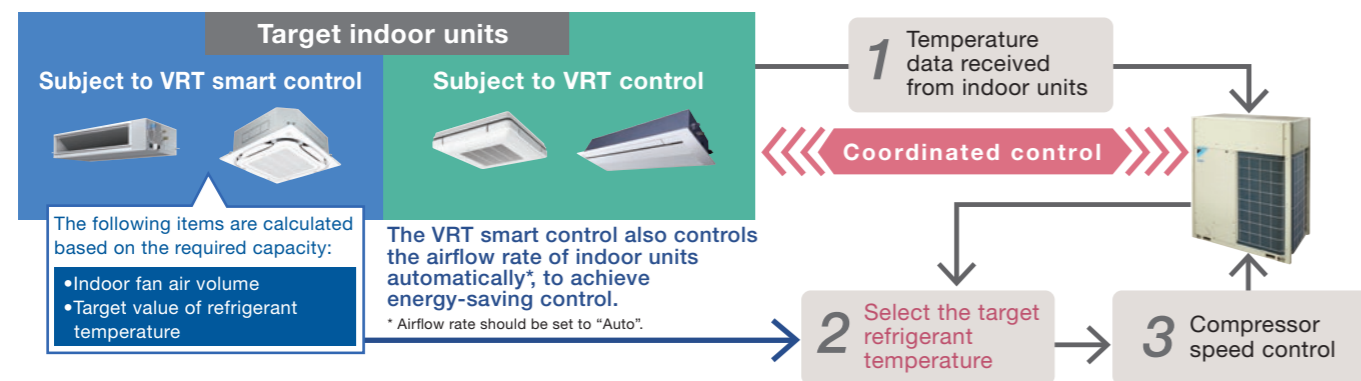 Target indoor units
Subject to VRT smart control
Subject to VRT control
The following items are calculated
based on the required capacity:
•Indoor fan air volume
•Target value of refrigerant
temperature
The VRT smart control also controls
the airflow rate of indoor units
automatically*, to achieve
energy-saving control.
* Airflow rate should be set to “Auto”.
1
Temperature
data received
from indoor units
Coordinated control
2
Select the target
refrigerant
temperature
3
Compressor
speed control